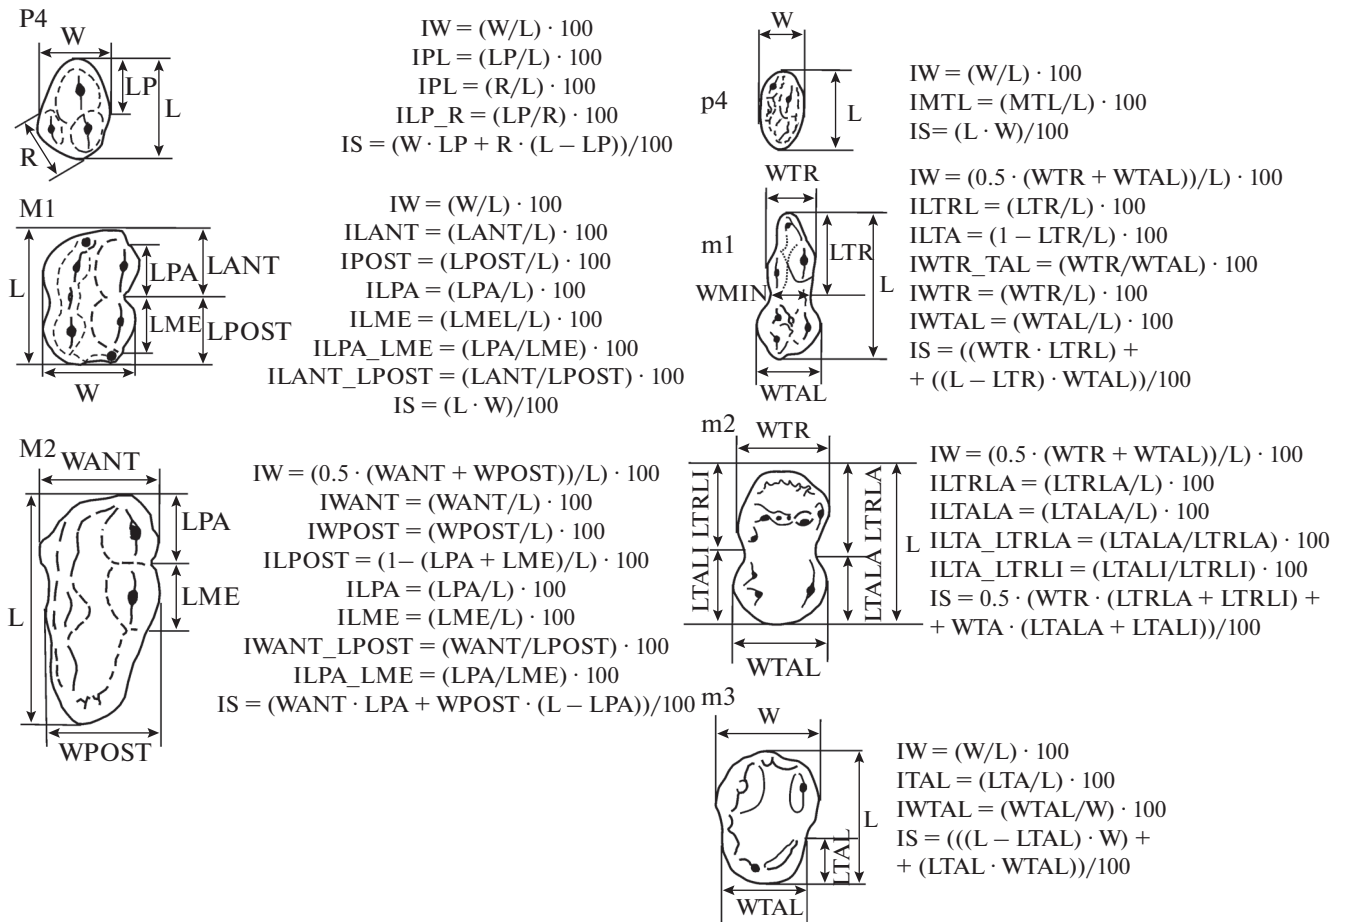 P4
W
LP
L
R
IW = (W/L) · 100
IPL = (LP/L) · 100
IPL = (R/L) · 100
ILP_R = (LP/R) · 100
IS = (W · LP + R · (L – LP))/100
M1
L
LPA
LANT
LME
LPOST
W
IW = (W/L) · 100
ILANT = (LANT/L) · 100
IPOST = (LPOST/L) · 100
ILPA = (LPA/L) · 100
ILME = (LMEL/L) · 100
ILPA_LME = (LPA/LME) · 100
ILANT_LPOST = (LANT/LPOST) · 100
IS = (L · W)/100
M2
WANT
LPA
LME
L
WPOST
IW = (0.5 · (WANT + WPOST))/L) · 100
IWANT = (WANT/L) · 100
IWPOST = (WPOST/L) · 100
ILPOST = (1– (LPA + LME)/L) · 100
ILPA = (LPA/L) · 100
ILME = (LME/L) · 100
IWANT_LPOST = (WANT/LPOST) · 100
ILPA_LME = (LPA/LME) · 100
IS = (WANT · LPA + WPOST · (L – LPA))/100
p4
W
L
IW = (W/L) · 100
IMTL = (MTL/L) · 100
IS= (L · W)/100
m1
WTR
LTR
WMIN
L
WTAL
IW = (0.5 · (WTR + WTAL))/L) · 100
ILTRL = (LTR/L) · 100
ILTA = (1 – LTR/L) · 100
IWTR_TAL = (WTR/WTAL) · 100
IWTR = (WTR/L) · 100
IWTAL = (WTAL/L) · 100
IS = ((WTR · LTRL) +
+ ((L – LTR) · WTAL))/100
m2
WTR
LTALI LTRLI
LTALA LTRLA
L
WTAL
IW = (0.5 · (WTR + WTAL))/L) · 100
ILTRLA = (LTRLA/L) · 100
ILTALA = (LTALA/L) · 100
ILTA_LTRLA = (LTALA/LTRLA) · 100
ILTA_LTRLI = (LTALI/LTRLI) · 100
IS = 0.5 · (WTR · (LTRLA + LTRLI) +
+ WTA · (LTALA + LTALI))/100
m3
W
L
LTAL
WTAL
IW = (W/L) · 100
ITAL = (LTA/L) · 100
IWTAL = (WTAL/W) · 100
IS = (((L – LTAL) · W) +
+ (LTAL · WTAL))/100